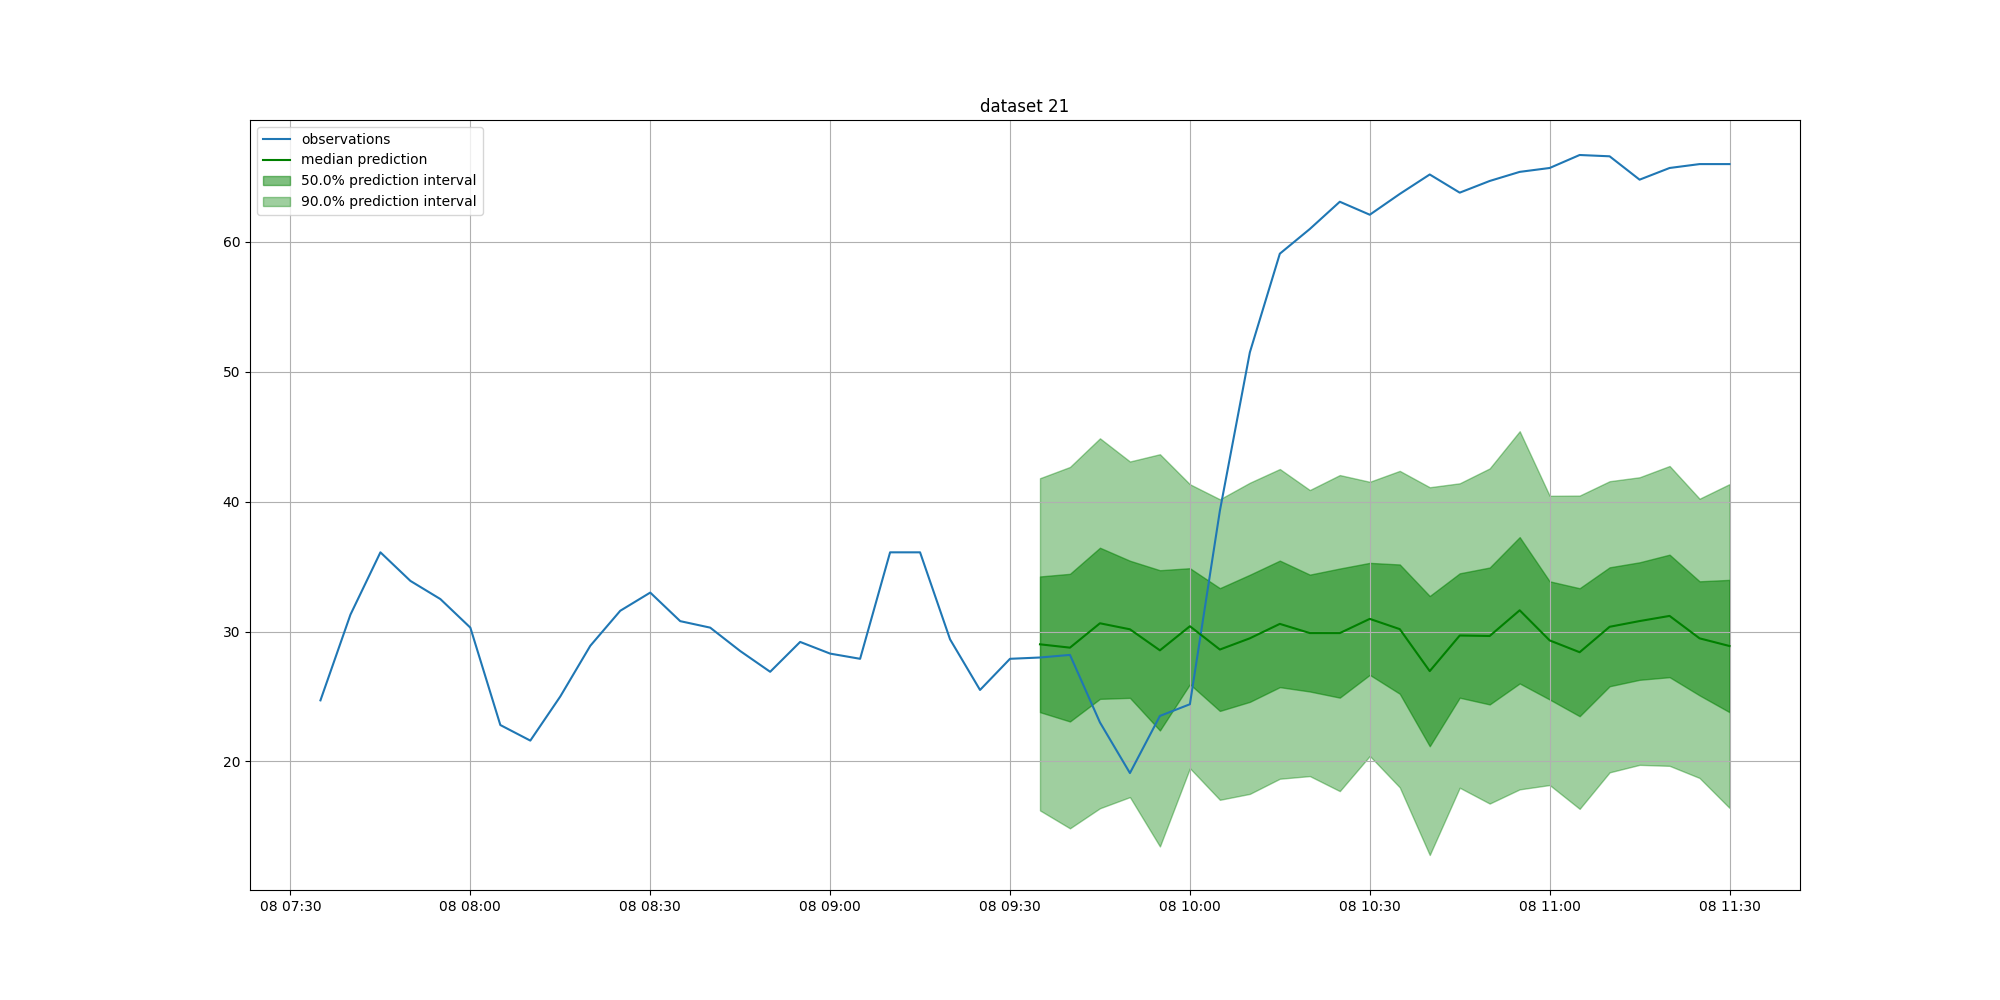 dataset 21
observations
median prediction
50.0% prediction interval
90.0% prediction interval
60
50
40
30
20
08 07:30
08 08:00
08 08:30
08 09:00
08 09:30
08 10:00
08 10:30
08 11:00
08 11:30